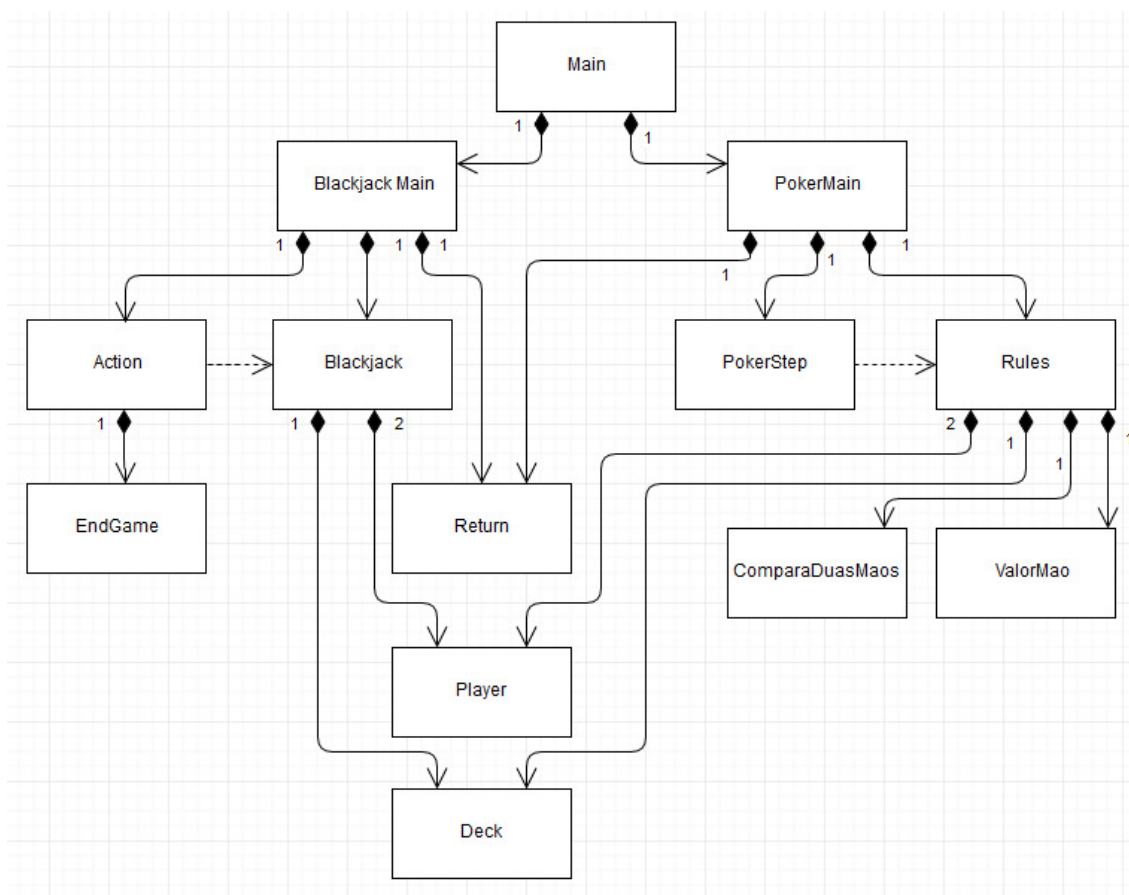 Main
1
1
Blackjack Main
PokerMain
1
1
1
1
1
1
Action
Blackjack
PokerStep
Rules
1
1
2
2
1
1
EndGame
Return
ComparaDuasMaos
ValorMao
Player
Deck